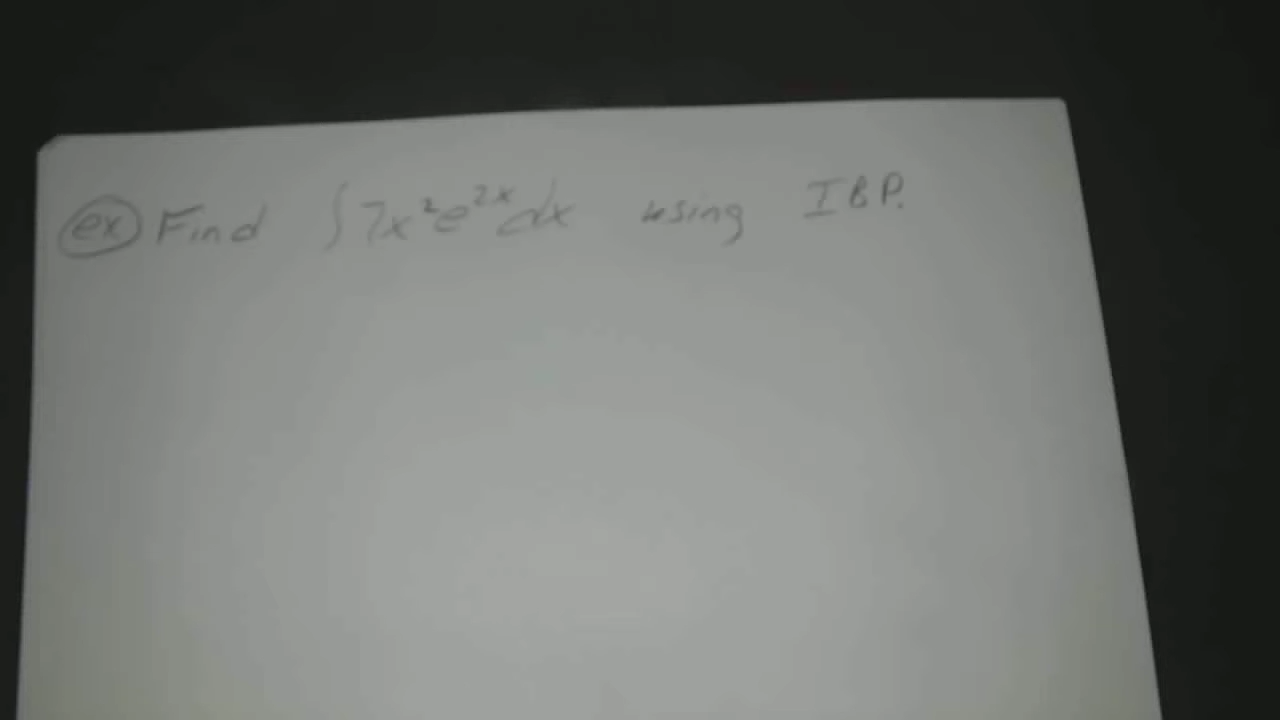 ex Find ∫7x²e²ˣdx using IBP.